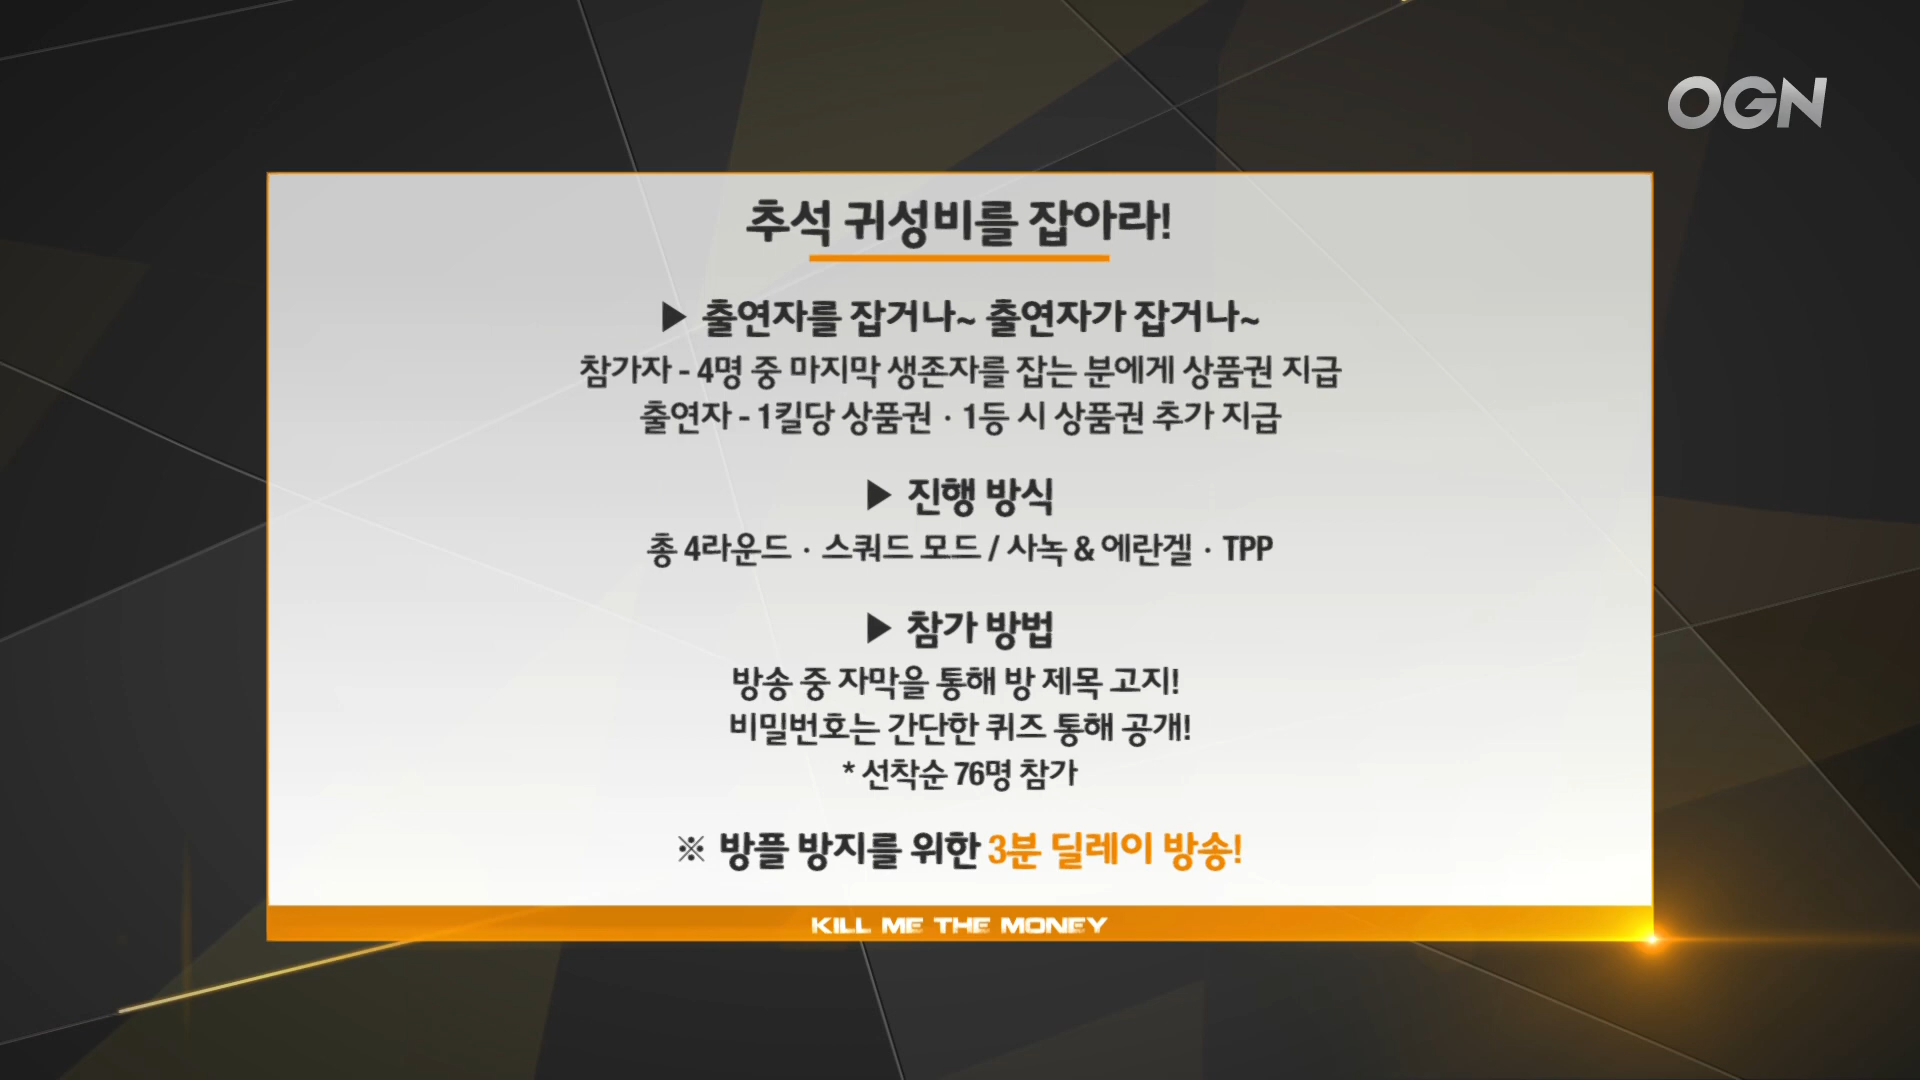 OGN
추석 귀성비를 잡아라!
▶ 출연자를 잡거나~ 출연자가 잡거나~
참가자 - 4명 중 마지막 생존자를 잡는 분에게 상품권 지급
출연자 - 1킬당 상품권 · 1등 시 상품권 추가 지급
▶ 진행 방식
총 4라운드 · 스쿼드 모드 / 사녹 & 에란겔 · TPP
▶ 참가 방법
방송 중 자막을 통해 방 제목 고지!
비밀번호는 간단한 퀴즈 통해 공개!
* 선착순 76명 참가
※ 방플 방지를 위한 3분 딜레이 방송!
KILL ME THE MONEY